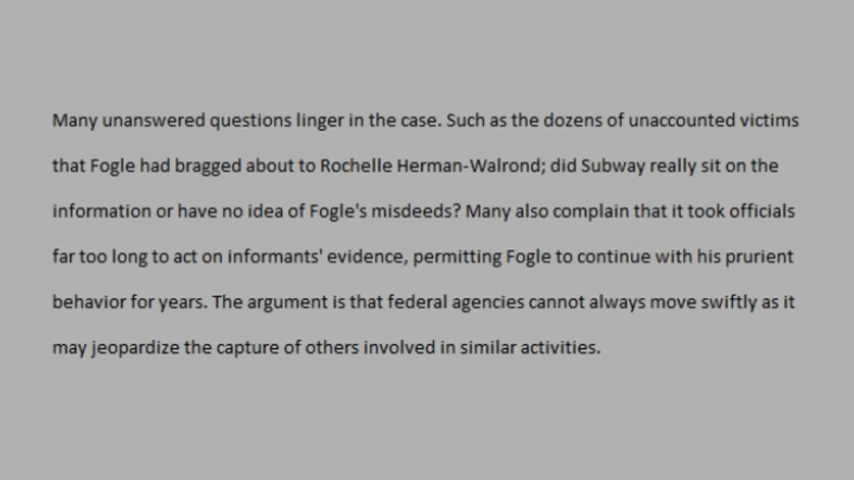 Many unanswered questions linger in the case. Such as the dozens of unaccounted victims
that Fogle had bragged about to Rochelle Herman-Walrond; did Subway really sit on the
information or have no idea of Fogle's misdeeds? Many also complain that it took officials
far too long to act on informants' evidence, permitting Fogle to continue with his prurient
behavior for years. The argument is that federal agencies cannot always move swiftly as it
may jeopardize the capture of others involved in similar activities.